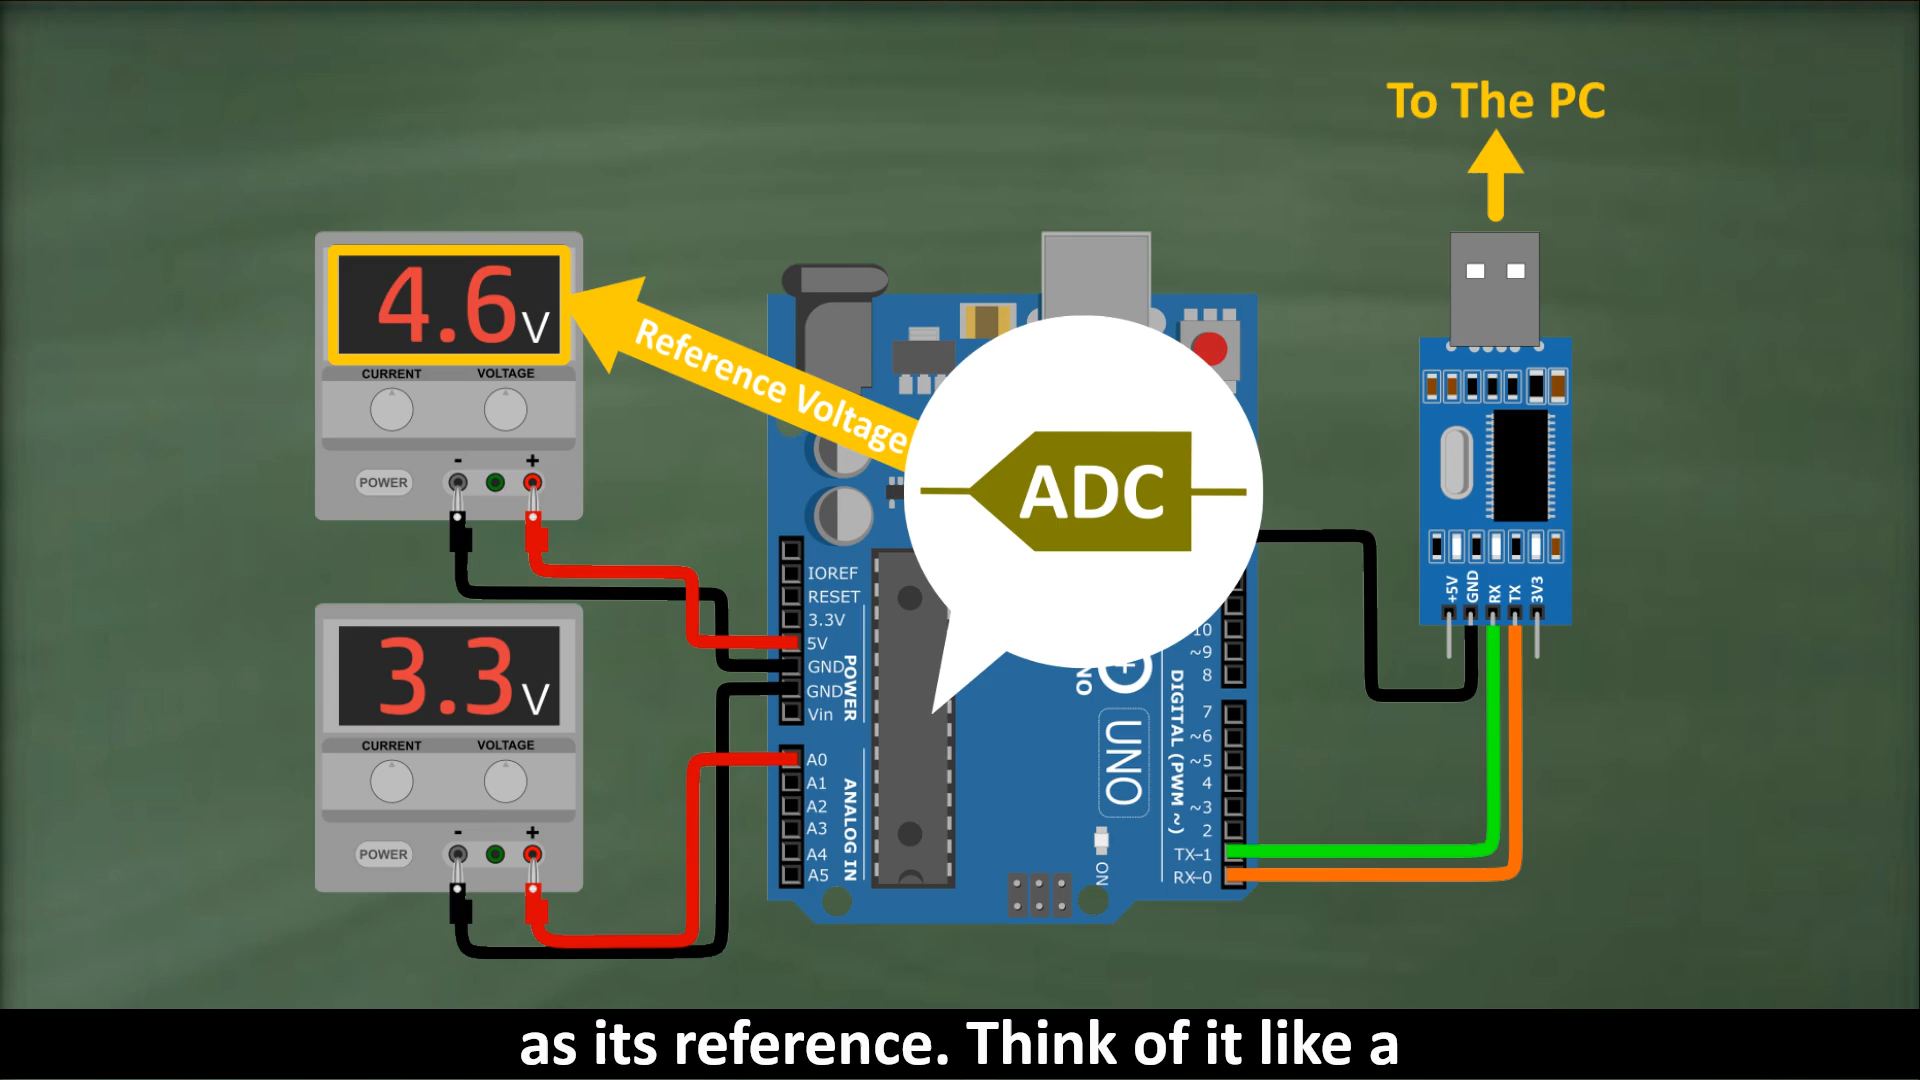 To The PC
4.6V
CURRENT VOLTAGE
- +
POWER
Reference Voltage
ADC
3.3V
CURRENT VOLTAGE
- +
POWER
IOREF
RESET
3.3V
5V
GND
GND
Vin
POWER
A0
A1
A2
A3
A4
A5
ANALOG IN
UNO
ON
10
~9
8
7
~6
~5
4
~3
2
TX-1
RX-0
DIGITAL (PWM ~)
+5V
GND
RX
TX
3V3
as its reference. Think of it like a